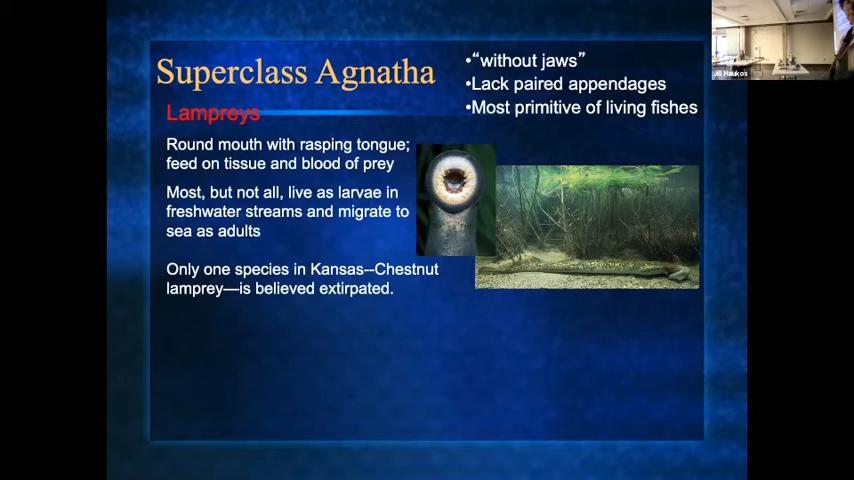 Superclass Agnatha
•“without jaws”
•Lack paired appendages
•Most primitive of living fishes
Lampreys
Round mouth with rasping tongue;
feed on tissue and blood of prey
Most, but not all, live as larvae in
freshwater streams and migrate to
sea as adults
Only one species in Kansas--Chestnut
lamprey—is believed extirpated.
Jill Haukos